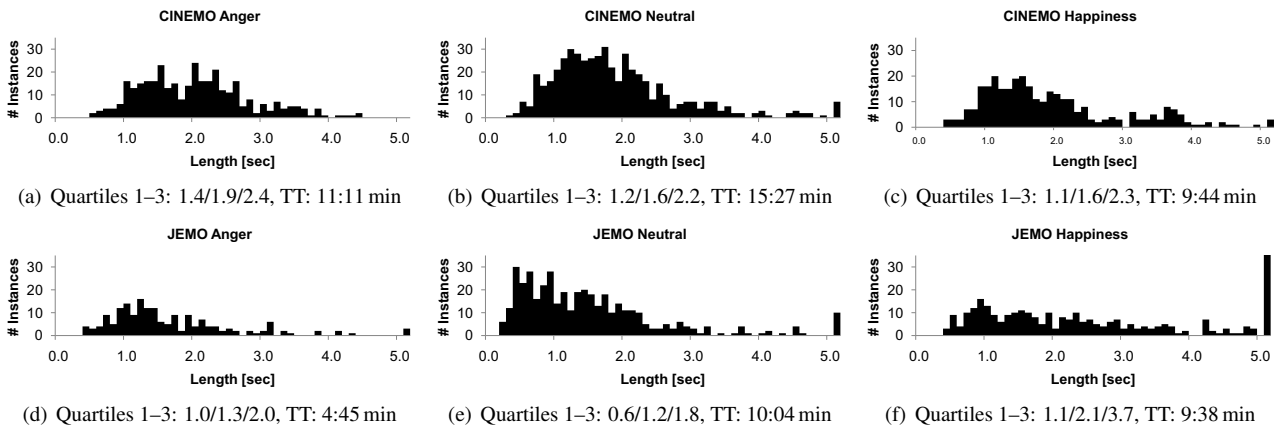 CINEMO Anger
# Instances
30
20
10
0
0.0 1.0 2.0 3.0 4.0 5.0
Length [sec]
(a) Quartiles 1–3: 1.4/1.9/2.4, TT: 11:11 min
CINEMO Neutral
# Instances
30
20
10
0
0.0 1.0 2.0 3.0 4.0 5.0
Length [sec]
(b) Quartiles 1–3: 1.2/1.6/2.2, TT: 15:27 min
CINEMO Happiness
# Instances
30
20
10
0
0.0 1.0 2.0 3.0 4.0 5.0
Length [sec]
(c) Quartiles 1–3: 1.1/1.6/2.3, TT: 9:44 min
JEMO Anger
# Instances
30
20
10
0
0.0 1.0 2.0 3.0 4.0 5.0
Length [sec]
(d) Quartiles 1–3: 1.0/1.3/2.0, TT: 4:45 min
JEMO Neutral
# Instances
30
20
10
0
0.0 1.0 2.0 3.0 4.0 5.0
Length [sec]
(e) Quartiles 1–3: 0.6/1.2/1.8, TT: 10:04 min
JEMO Happiness
# Instances
30
20
10
0
0.0 1.0 2.0 3.0 4.0 5.0
Length [sec]
(f) Quartiles 1–3: 1.1/2.1/3.7, TT: 9:38 min